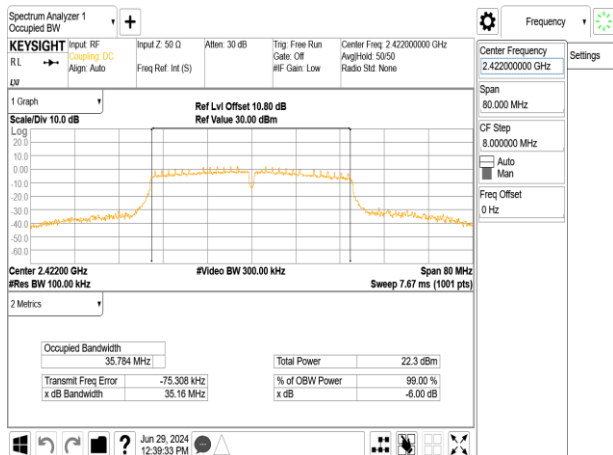 Spectrum Analyzer 1
Occupied BW
Frequency
KEYSIGHT Input: RF Input Z: 50 Ω Atten: 30 dB Trig: Free Run Center Freq: 2.422000000 GHz
RL Coupling: DC Gate: Off Avg|Hold: 50/50
Align: Auto Freq Ref: Int (S) #IF Gain: Low Radio Std: None
Center Frequency
2.422000000 GHz
Settings
Span
80.000 MHz
CF Step
8.000000 MHz
Auto
Man
Freq Offset
0 Hz
1 Graph
Scale/Div 10.0 dB
Ref Lvl Offset 10.80 dB
Ref Value 30.00 dBm
Log
20.0
10.0
0.00
-10.0
-20.0
-30.0
-40.0
-50.0
-60.0
Center 2.42200 GHz #Video BW 300.00 kHz Span 80 MHz
#Res BW 100.00 kHz Sweep 7.67 ms (1001 pts)
2 Metrics
Occupied Bandwidth
35.784 MHz
Total Power 22.3 dBm
Transmit Freq Error -75.308 kHz % of OBW Power 99.00 %
x dB Bandwidth 35.16 MHz x dB -6.00 dB
?
Jun 29, 2024
12:39:33 PM